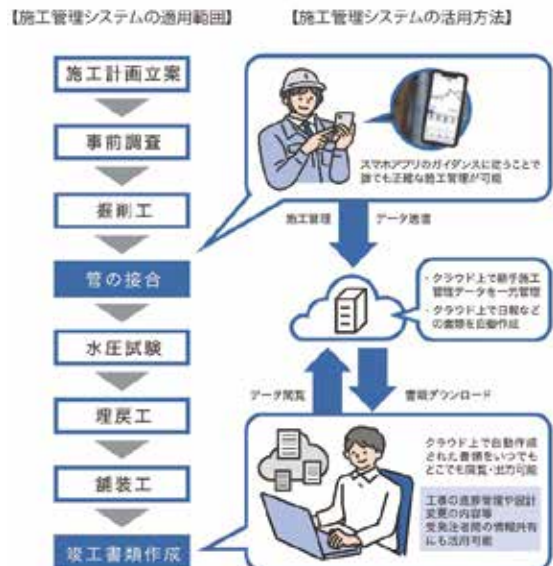 【施工管理システムの適用範囲】
【施工管理システムの活用方法】
施工計画立案
事前調査
掘削工
管の接合
水圧試験
埋戻工
舗装工
竣工書類作成
スマホアプリのガイダンスに従うことで
誰でも正確な施工管理が可能
施工管理
データ送信
・クラウド上で継手施工
管理データを一元管理
・クラウド上で日報など
の書類を自動作成
データ閲覧
書類ダウンロード
クラウド上で自動作成
された書類をいつでも
どこでも閲覧・出力可能
工事の進捗管理や設計
変更の内容等
受発注者間の情報共有
にも活用可能